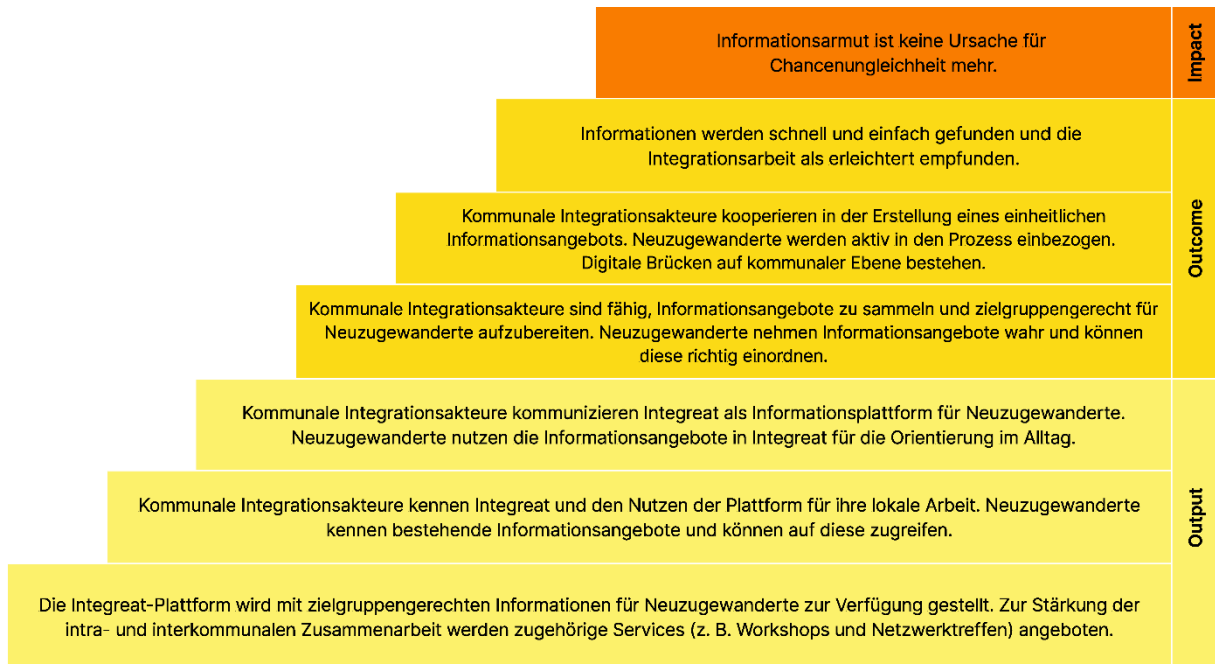 Informationsarmut ist keine Ursache für
Chancenungleichheit mehr.
Impact
Informationen werden schnell und einfach gefunden und die
Integrationsarbeit als erleichtert empfunden.
Kommunale Integrationsakteure kooperieren in der Erstellung eines einheitlichen
Informationsangebots. Neuzugewanderte werden aktiv in den Prozess einbezogen.
Digitale Brücken auf kommunaler Ebene bestehen.
Outcome
Kommunale Integrationsakteure sind fähig, Informationsangebote zu sammeln und zielgruppengerecht für
Neuzugewanderte aufzubereiten. Neuzugewanderte nehmen Informationsangebote wahr und können
diese richtig einordnen.
Kommunale Integrationsakteure kommunizieren Integreat als Informationsplattform für Neuzugewanderte.
Neuzugewanderte nutzen die Informationsangebote in Integreat für die Orientierung im Alltag.
Kommunale Integrationsakteure kennen Integreat und den Nutzen der Plattform für ihre lokale Arbeit. Neuzugewanderte
kennen bestehende Informationsangebote und können auf diese zugreifen.
Output
Die Integreat-Plattform wird mit zielgruppengerechten Informationen für Neuzugewanderte zur Verfügung gestellt. Zur Stärkung der
intra- und interkommunalen Zusammenarbeit werden zugehörige Services (z. B. Workshops und Netzwerktreffen) angeboten.